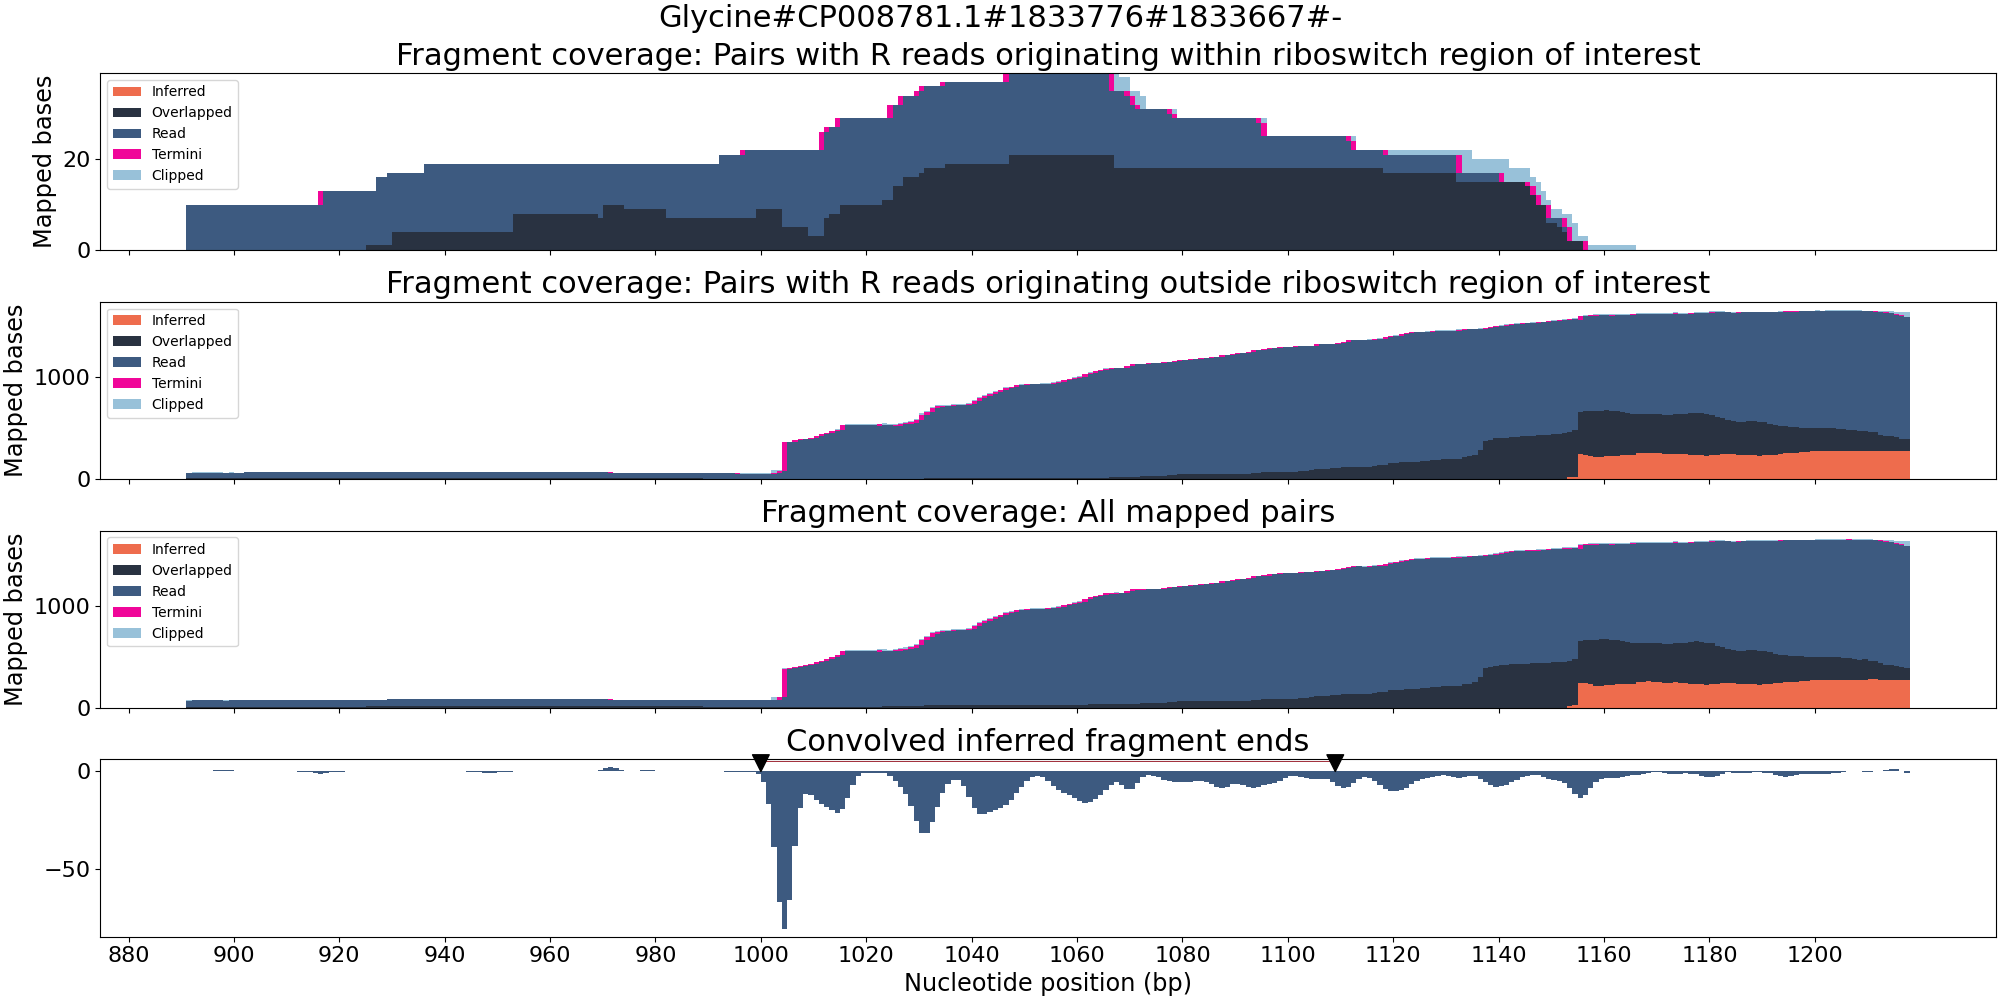 Glycine#CP008781.1#1833776#1833667#-
Fragment coverage: Pairs with R reads originating within riboswitch region of interest
Mapped bases
20
0
Inferred
Overlapped
Read
Termini
Clipped
Fragment coverage: Pairs with R reads originating outside riboswitch region of interest
Mapped bases
1000
0
Inferred
Overlapped
Read
Termini
Clipped
Fragment coverage: All mapped pairs
Mapped bases
1000
0
Inferred
Overlapped
Read
Termini
Clipped
Convolved inferred fragment ends
0
−50
880 900 920 940 960 980 1000 1020 1040 1060 1080 1100 1120 1140 1160 1180 1200
Nucleotide position (bp)